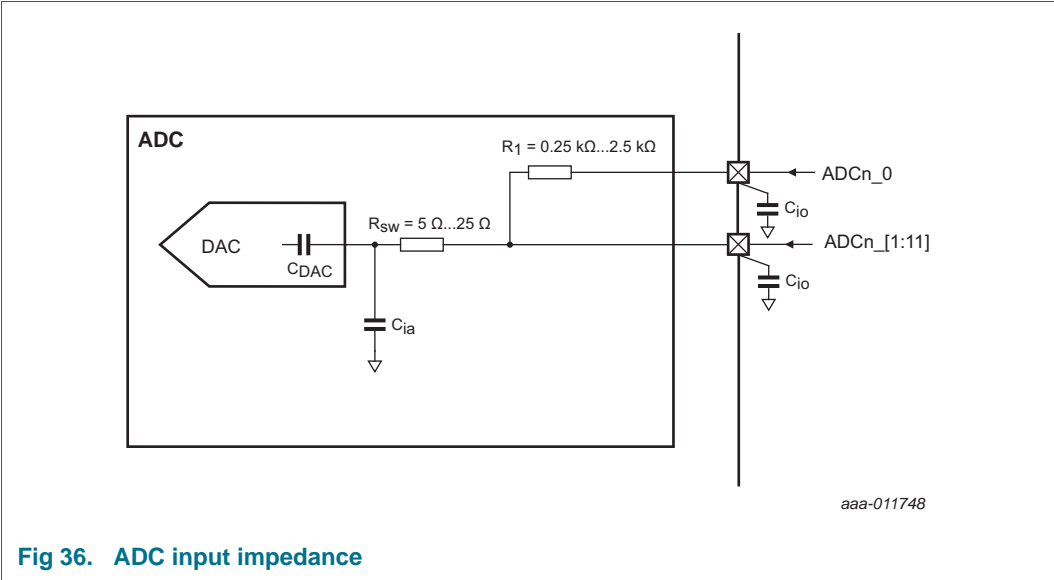 ADC
R1 = 0.25 kΩ...2.5 kΩ
ADCn_0
Cio
Rsw = 5 Ω...25 Ω
DAC
CDAC
ADCn_[1:11]
Cio
Cia
aaa-011748
Fig 36. ADC input impedance